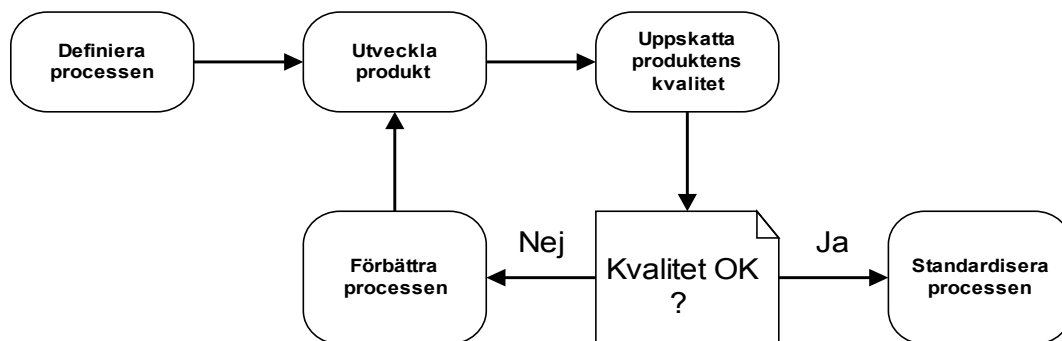 Definiera
processen
Utveckla
produkt
Uppskatta
produktens
kvalitet
Nej
Ja
Förbättra
processen
Kvalitet OK
?
Standardisera
processen